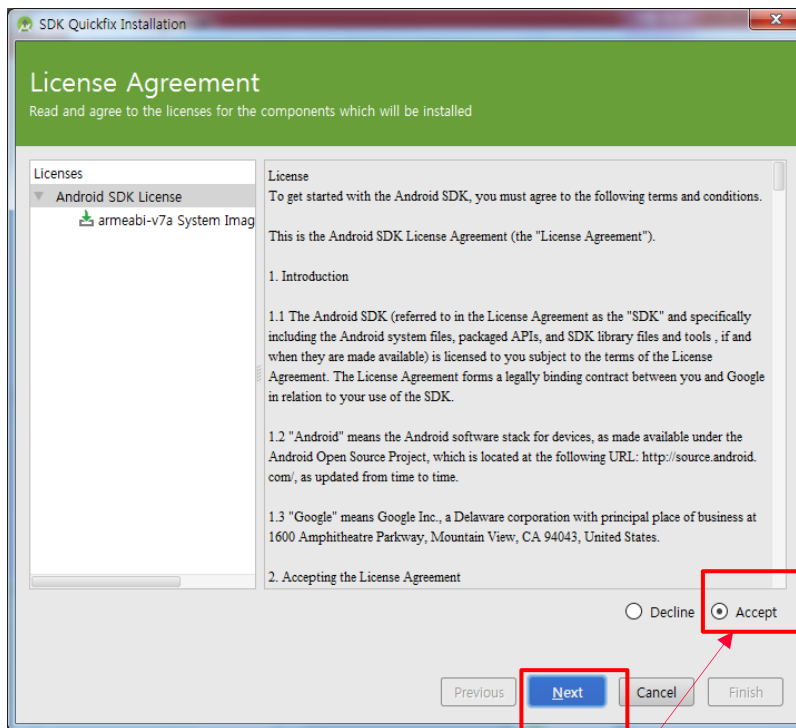 SDK Quickfix Installation
License Agreement
Read and agree to the licenses for the components which will be installed
Licenses
Android SDK License
armeabi-v7a System Imag
License
To get started with the Android SDK, you must agree to the following terms and conditions.
This is the Android SDK License Agreement (the "License Agreement").
1. Introduction
1.1 The Android SDK (referred to in the License Agreement as the "SDK" and specifically
including the Android system files, packaged APIs, and SDK library files and tools , if and
when they are made available) is licensed to you subject to the terms of the License
Agreement. The License Agreement forms a legally binding contract between you and Google
in relation to your use of the SDK.
1.2 "Android" means the Android software stack for devices, as made available under the
Android Open Source Project, which is located at the following URL: http://source.android.
com/, as updated from time to time.
1.3 "Google" means Google Inc., a Delaware corporation with principal place of business at
1600 Amphitheatre Parkway, Mountain View, CA 94043, United States.
2. Accepting the License Agreement
Decline Accept
Previous Next Cancel Finish